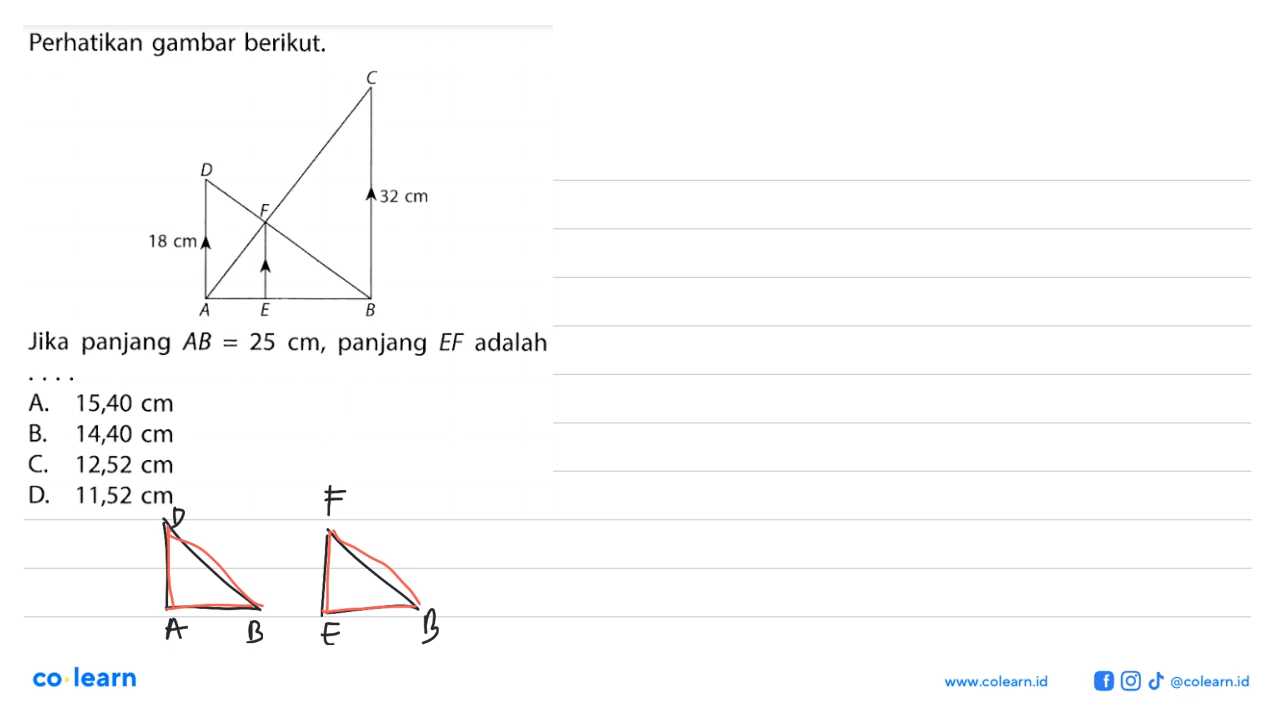 Perhatikan gambar berikut.
C
D
F
32 cm
18 cm
A E B
Jika panjang AB = 25 cm, panjang EF adalah
. . . .
A. 15,40 cm
B. 14,40 cm
C. 12,52 cm
D. 11,52 cm
D F
A B E B
co learn
www.colearn.id @colearn.id